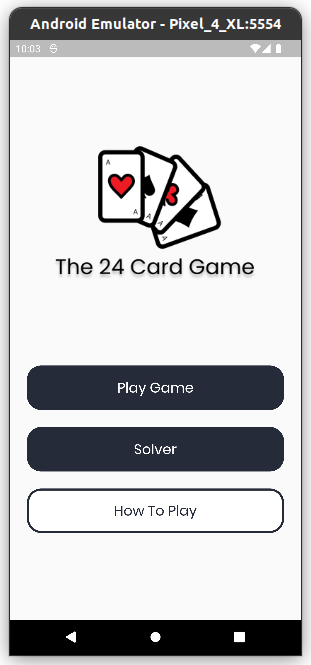 Android Emulator - Pixel_4_XL:5554
10:03
A
A
A
A
A
The 24 Card Game
Play Game
Solver
How To Play